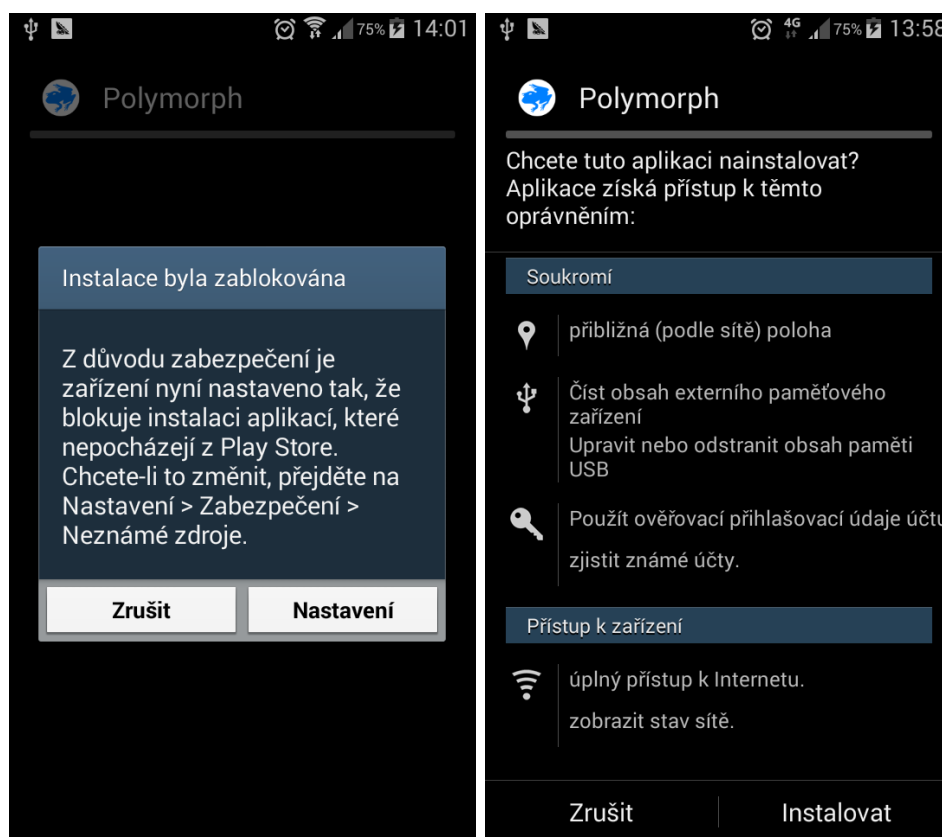 75% 14:01
Polymorph
Instalace byla zablokována
Z důvodu zabezpečení je
zařízení nyní nastaveno tak, že
blokuje instalaci aplikací, které
nepocházejí z Play Store.
Chcete-li to změnit, přejděte na
Nastavení > Zabezpečení >
Neznámé zdroje.
Zrušit Nastavení
4G 75% 13:58
Polymorph
Chcete tuto aplikaci nainstalovat?
Aplikace získá přístup k těmto
oprávněním:
Soukromí
přibližná (podle sítě) poloha
Číst obsah externího paměťového
zařízení
Upravit nebo odstranit obsah paměti
USB
Použít ověřovací přihlašovací údaje účtu
zjistit známé účty.
Přístup k zařízení
úplný přístup k Internetu.
zobrazit stav sítě.
Zrušit Instalovat